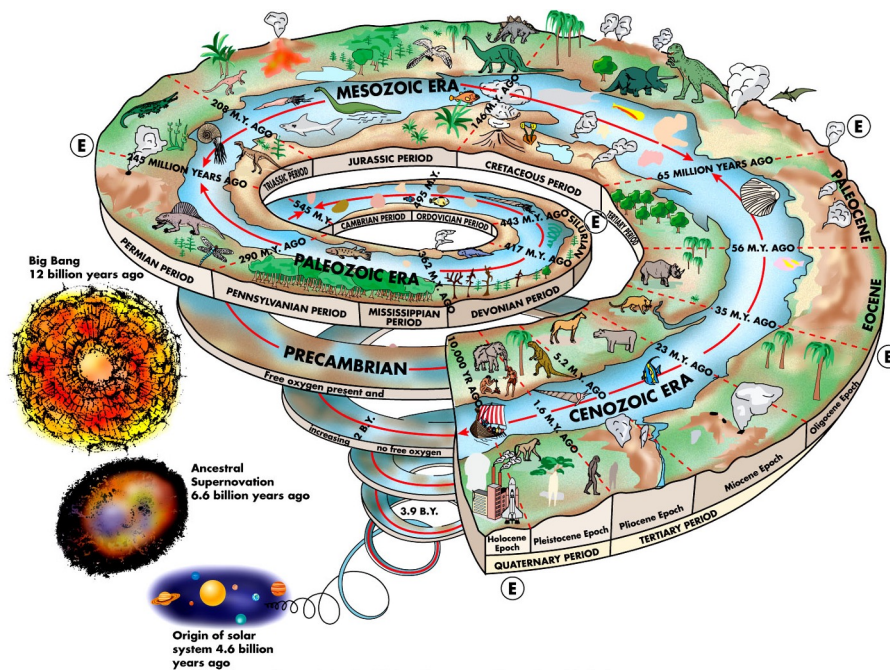 MESOZOIC ERA
208 M.Y. AGO
146 M.Y. AGO
E
E
245 MILLION YEARS AGO
TRIASSIC PERIOD
JURASSIC PERIOD
CRETACEOUS PERIOD
65 MILLION YEARS AGO
PALEOCENE
545 M.Y.
495 M.Y.
CAMBRIAN PERIOD
ORDOVICIAN PERIOD
443 M.Y. AGO
SILURIAN
E
TERTIARY PERIOD
417 M.Y. AGO
56 M.Y. AGO
290 M.Y. AGO
362 M.Y. AGO
PALEOZOIC ERA
PERMIAN PERIOD
PENNSYLVANIAN PERIOD
MISSISSIPPIAN
PERIOD
DEVONIAN PERIOD
EOCENE
35 M.Y. AGO
E
Big Bang
12 billion years ago
PRECAMBRIAN
Free oxygen present and
increasing
2 B.Y.
no free oxygen
10,000 YR AGO
5.2 M.Y. AGO
23 M.Y. AGO
1.6 M.Y. AGO
CENOZOIC ERA
Oligocene Epoch
Miocene Epoch
Pliocene Epoch
Pleistocene Epoch
Holocene
Epoch
TERTIARY PERIOD
QUATERNARY PERIOD
E
Ancestral
Supernovation
6.6 billion years ago
3.9 B.Y.
Origin of solar
system 4.6 billion
years ago